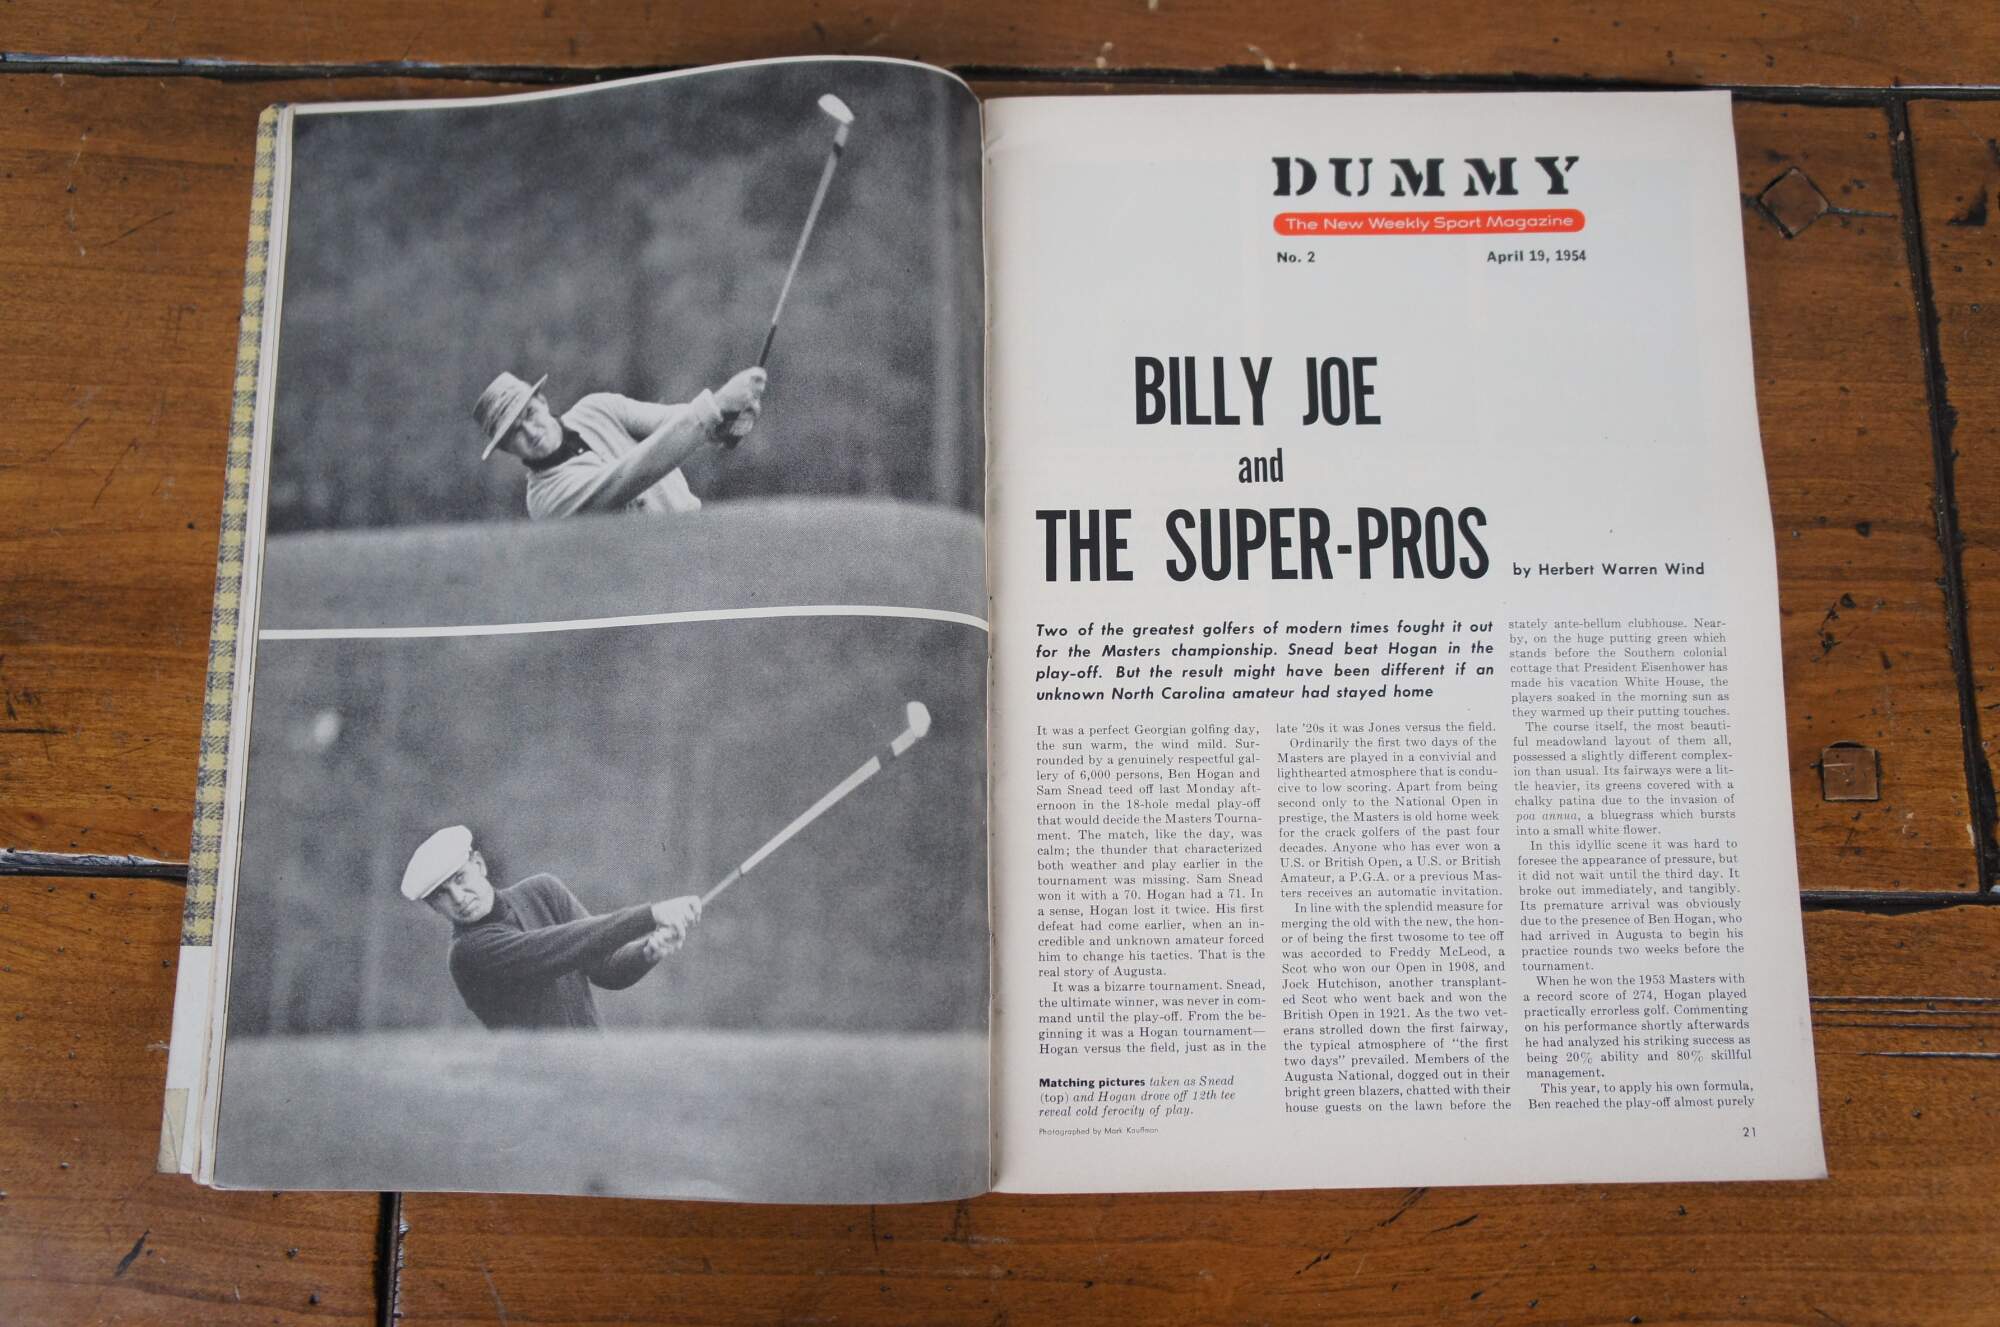 DUMMY
The New Weekly Sport Magazine
No. 2 April 19, 1954
BILLY JOE
and
THE SUPER-PROS
by Herbert Warren Wind
Two of the greatest golfers of modern times fought it out
for the Masters championship. Snead beat Hogan in the
play-off. But the result might have been different if an
unknown North Carolina amateur had stayed home
It was a perfect Georgian golfing day,
the sun warm, the wind mild. Sur-
rounded by a genuinely respectful gal-
lery of 6,000 persons, Ben Hogan and
Sam Snead teed off last Monday aft-
ernoon in the 18-hole medal play-off
that would decide the Masters Tourna-
ment. The match, like the day, was
calm; the thunder that characterized
both weather and play earlier in the
tournament was missing. Sam Snead
won it with a 70. Hogan had a 71. In
a sense, Hogan lost it twice. His first
defeat had come earlier, when an in-
credible and unknown amateur forced
him to change his tactics. That is the
real story of Augusta.
It was a bizarre tournament. Snead,
the ultimate winner, was never in com-
mand until the play-off. From the be-
ginning it was a Hogan tournament—
Hogan versus the field, just as in the
Matching pictures taken as Snead
(top) and Hogan drove off 12th tee
reveal cold ferocity of play.
Photographed by Mark Kauffman
late '20s it was Jones versus the field.
Ordinarily the first two days of the
Masters are played in a convivial and
lighthearted atmosphere that is condu-
cive to low scoring. Apart from being
second only to the National Open in
prestige, the Masters is old home week
for the crack golfers of the past four
decades. Anyone who has ever won a
U.S. or British Open, a U.S. or British
Amateur, a P.G.A. or a previous Mas-
ters receives an automatic invitation.
In line with the splendid measure for
merging the old with the new, the hon-
or of being the first twosome to tee off
was accorded to Freddy McLeod, a
Scot who won our Open in 1908, and
Jock Hutchison, another transplant-
ed Scot who went back and won the
British Open in 1921. As the two vet-
erans strolled down the first fairway,
the typical atmosphere of "the first
two days" prevailed. Members of the
Augusta National, dogged out in their
bright green blazers, chatted with their
house guests on the lawn before the
stately ante-bellum clubhouse. Near-
by, on the huge putting green which
stands before the Southern colonial
cottage that President Eisenhower has
made his vacation White House, the
players soaked in the morning sun as
they warmed up their putting touches.
The course itself, the most beauti-
ful meadowland layout of them all,
possessed a slightly different complex-
ion than usual. Its fairways were a lit-
tle heavier, its greens covered with a
chalky patina due to the invasion of
poa annua, a bluegrass which bursts
into a small white flower.
In this idyllic scene it was hard to
foresee the appearance of pressure, but
it did not wait until the third day. It
broke out immediately, and tangibly.
Its premature arrival was obviously
due to the presence of Ben Hogan, who
had arrived in Augusta to begin his
practice rounds two weeks before the
tournament.
When he won the 1953 Masters with
a record score of 274, Hogan played
practically errorless golf. Commenting
on his performance shortly afterwards
he had analyzed his striking success as
being 20% ability and 80% skillful
management.
This year, to apply his own formula,
Ben reached the play-off almost purely
21